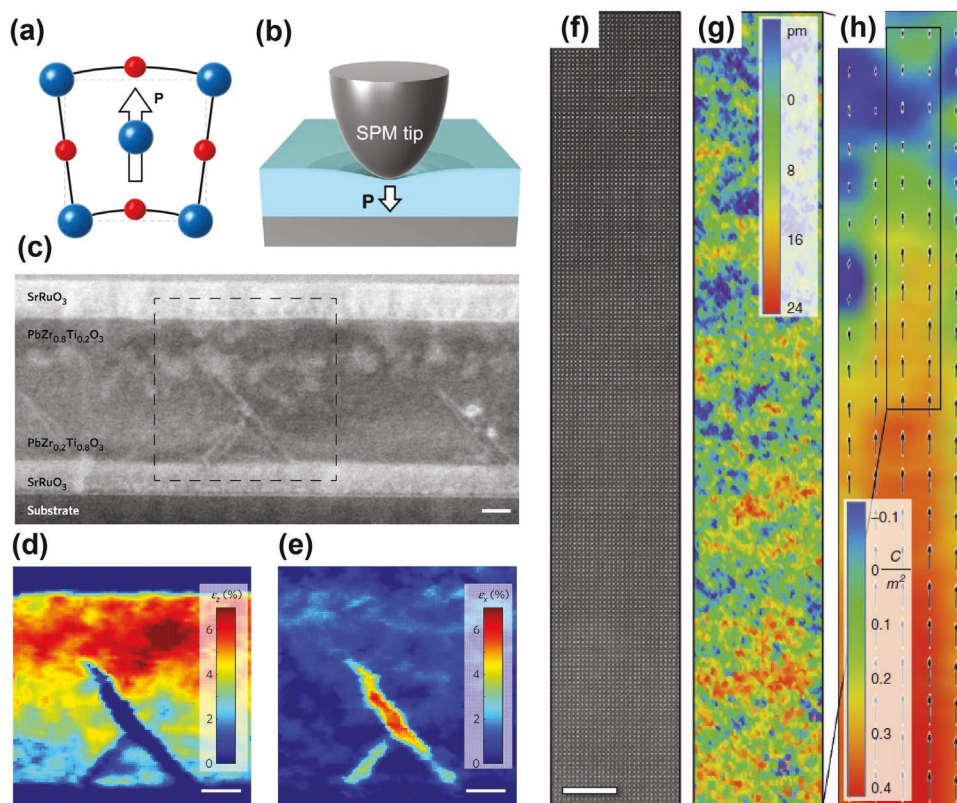 (a)
P
(b)
SPM tip
P
(c)
SrRuO₃
PbZr₀.₈Ti₀.₂O₃
PbZr₀.₂Ti₀.₈O₃
SrRuO₃
Substrate
(d)
εz (%)
6
4
2
0
(e)
εx (%)
6
4
2
0
(f)
(g)
pm
0
8
16
24
(h)
–0.1
0
C
m²
0.1
0.2
0.3
0.4